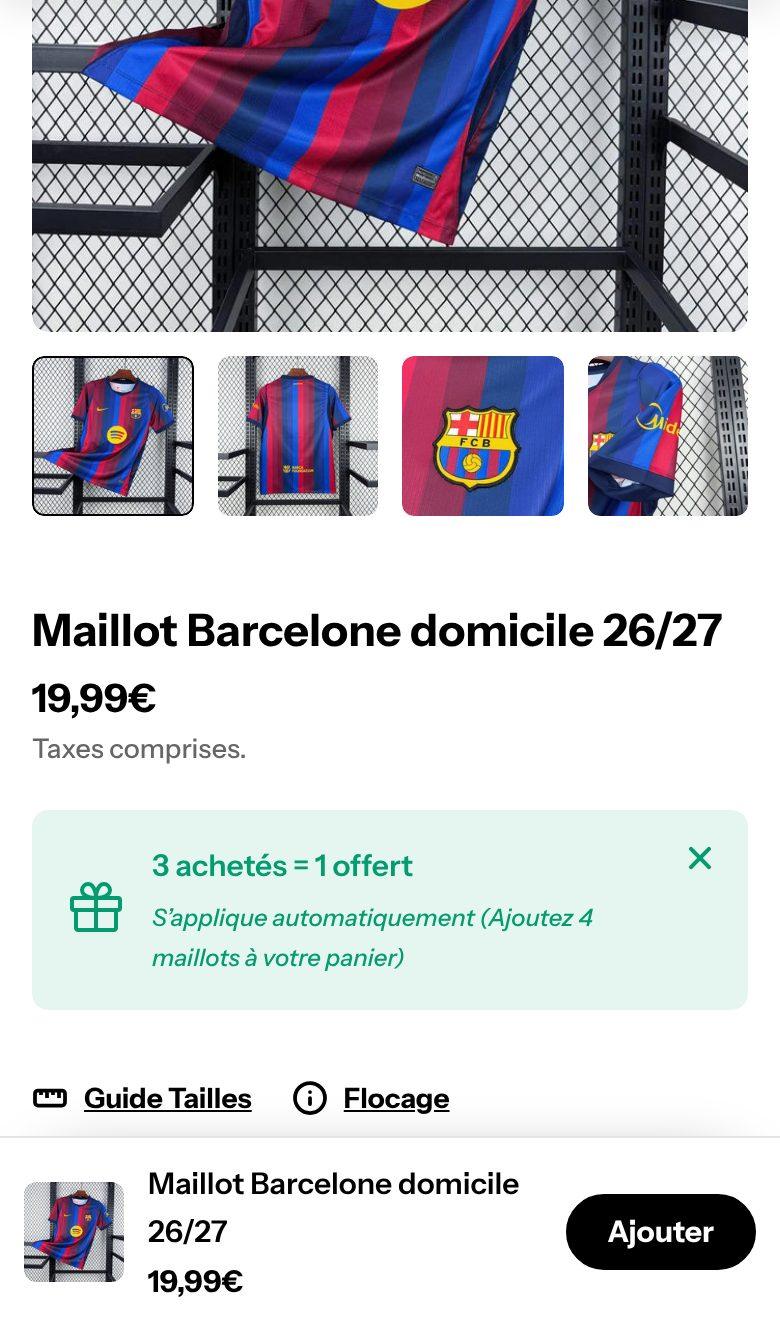 FCB
Mid
Maillot Barcelone domicile 26/27
19,99€
Taxes comprises.
3 achetés = 1 offert
S'applique automatiquement (Ajoutez 4
maillots à votre panier)
Guide Tailles
Flocage
Maillot Barcelone domicile
26/27
19,99€
Ajouter